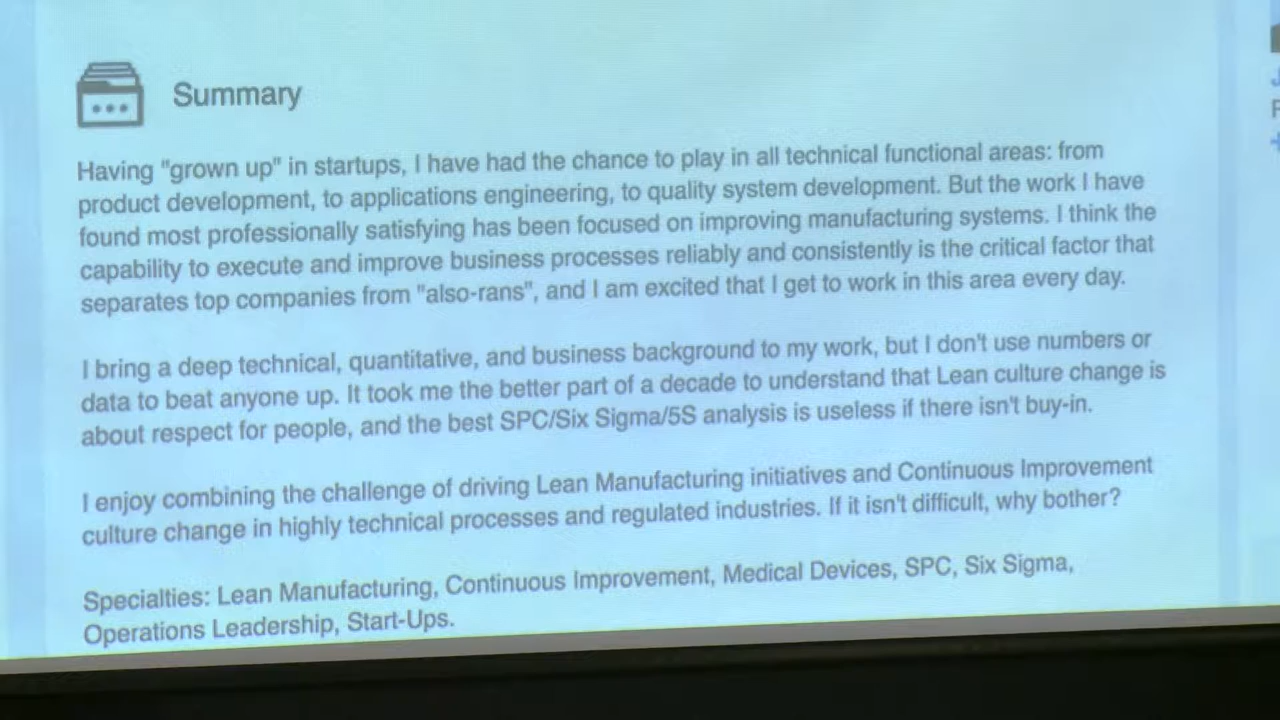 Summary
Having "grown up" in startups, I have had the chance to play in all technical functional areas: from
product development, to applications engineering, to quality system development. But the work I have
found most professionally satisfying has been focused on improving manufacturing systems. I think the
capability to execute and improve business processes reliably and consistently is the critical factor that
separates top companies from "also-rans", and I am excited that I get to work in this area every day.
I bring a deep technical, quantitative, and business background to my work, but I don't use numbers or
data to beat anyone up. It took me the better part of a decade to understand that Lean culture change is
about respect for people, and the best SPC/Six Sigma/5S analysis is useless if there isn't buy-in.
I enjoy combining the challenge of driving Lean Manufacturing initiatives and Continuous Improvement
culture change in highly technical processes and regulated industries. If it isn't difficult, why bother?
Specialties: Lean Manufacturing, Continuous Improvement, Medical Devices, SPC, Six Sigma,
Operations Leadership, Start-Ups.